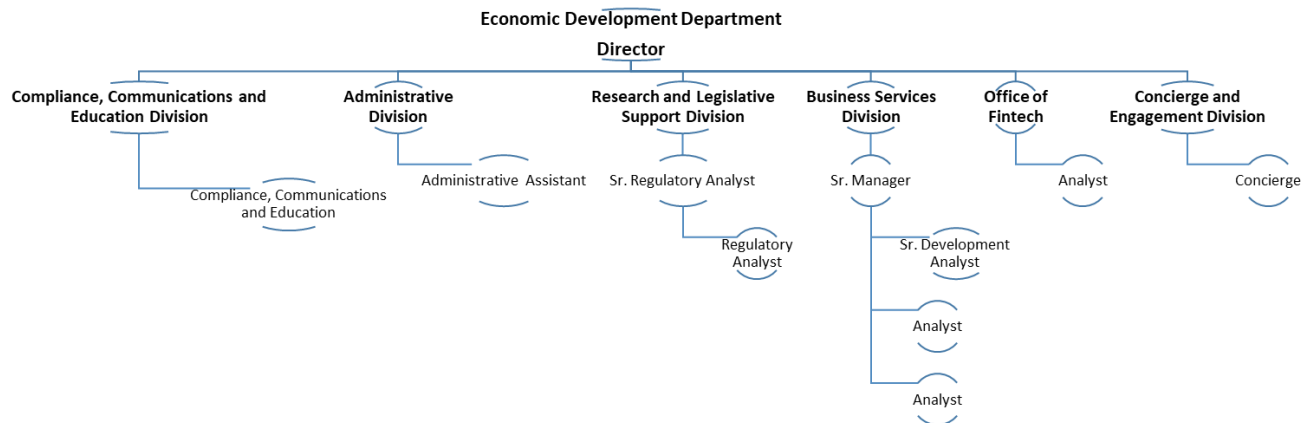 Economic Development Department
Director
Compliance, Communications and
Education Division
Administrative
Division
Research and Legislative
Support Division
Business Services
Division
Office of
Fintech
Concierge and
Engagement Division
Compliance, Communications
and Education
Administrative Assistant
Sr. Regulatory Analyst
Regulatory
Analyst
Sr. Manager
Sr. Development
Analyst
Analyst
Analyst
Analyst
Concierge